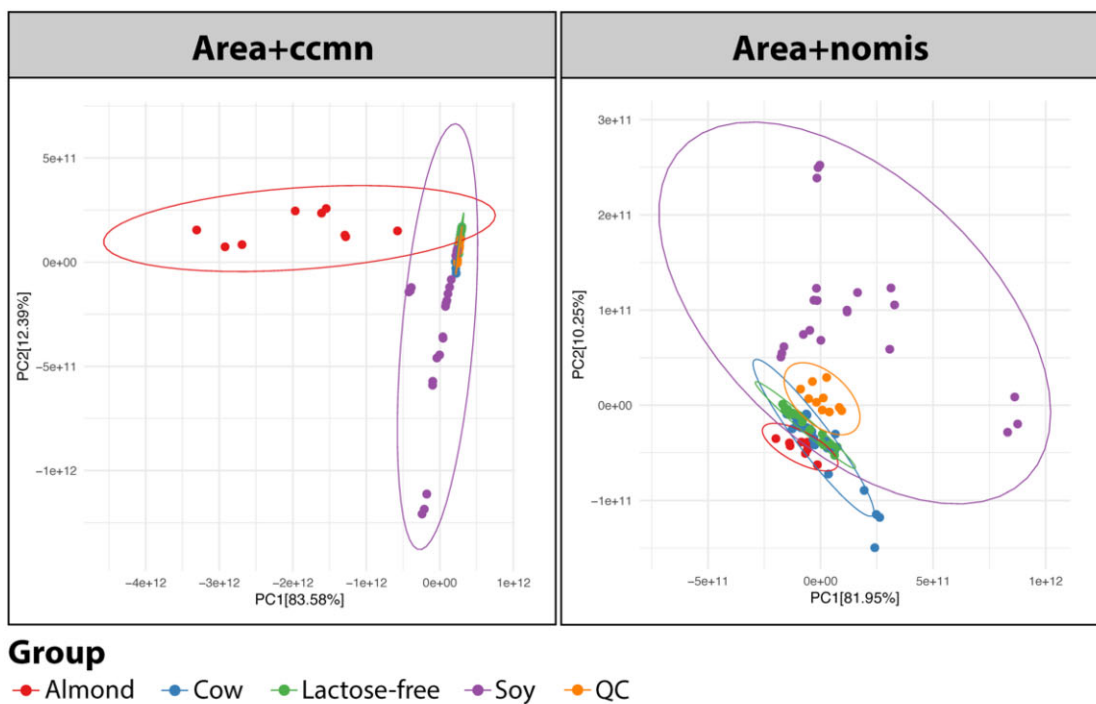 Area+ccmn
Area+nomis
5e+11
0e+00
−5e+11
−1e+12
PC2[12.39%]
−4e+12 −3e+12 −2e+12 −1e+12 0e+00 1e+12
PC1[83.58%]
3e+11
2e+11
1e+11
0e+00
−1e+11
PC2[10.25%]
−5e+11 0e+00 5e+11 1e+12
PC1[81.95%]
Group
Almond Cow Lactose-free Soy QC